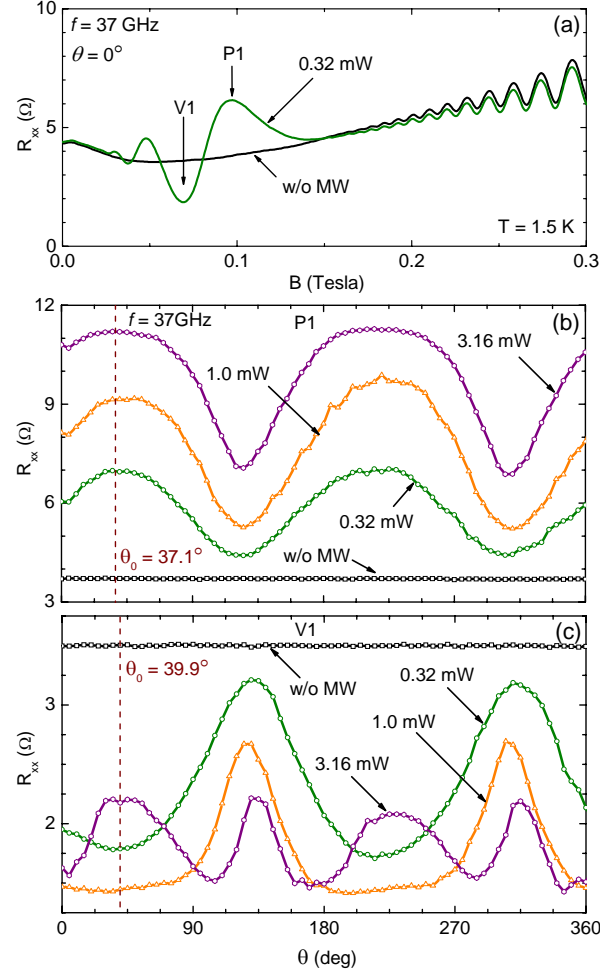 10
f = 37 GHz
(a)
θ = 0°
P1
0.32 mW
V1
5
Rxx (Ω)
w/o MW
T = 1.5 K
0
0.0
0.1
0.2
0.3
B (Tesla)
12
f = 37GHz
P1
(b)
3.16 mW
1.0 mW
9
Rxx (Ω)
6
0.32 mW
θ0 = 37.1°
w/o MW
3
V1
(c)
θ0 = 39.9°
w/o MW
0.32 mW
3
1.0 mW
Rxx (Ω)
3.16 mW
2
0
90
180
270
360
θ (deg)